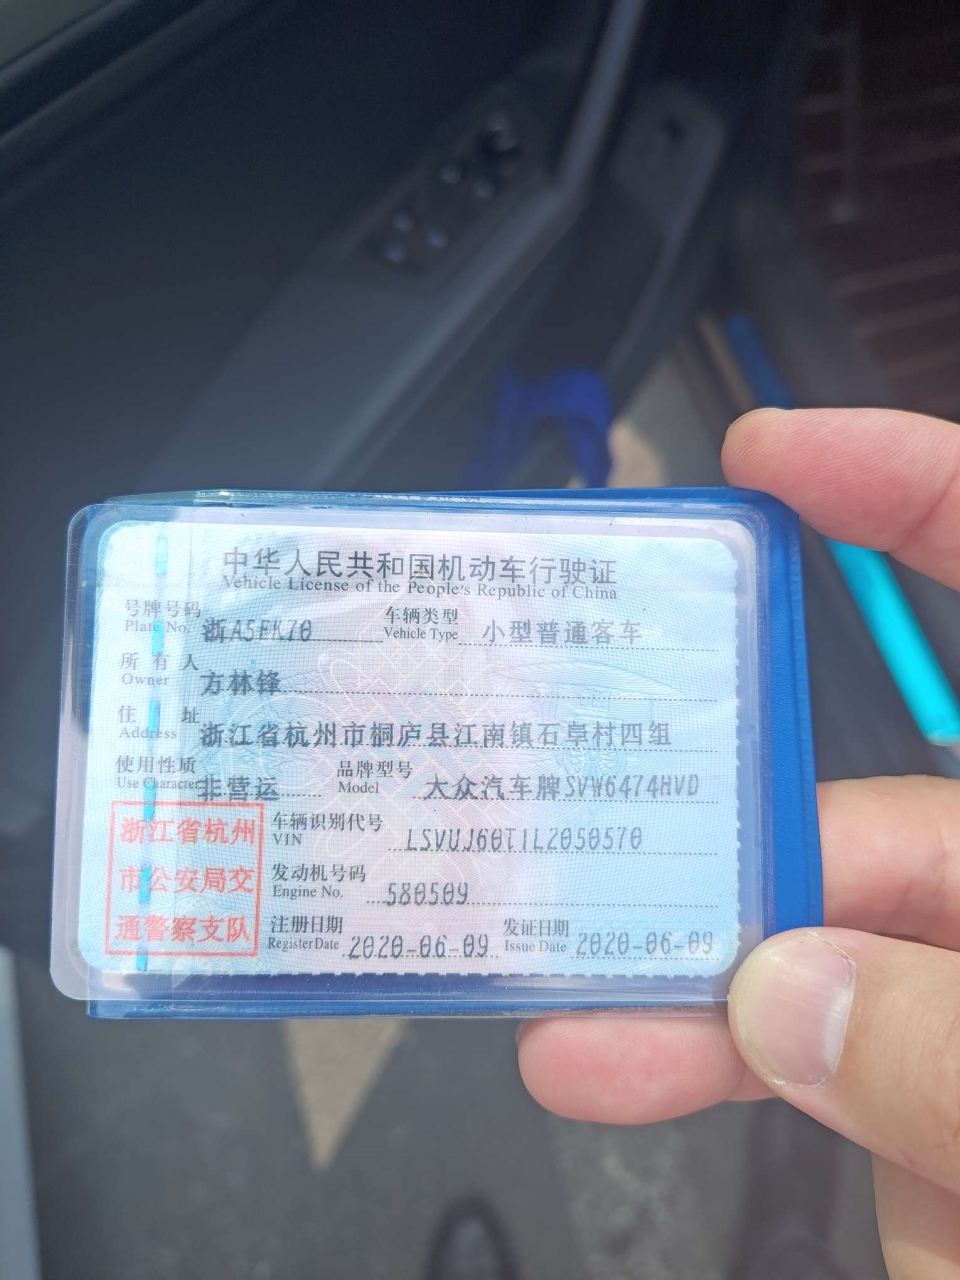 中华人民共和国机动车行驶证
Vehicle License of the People's Republic of China
号牌号码 浙A5EK70 车辆类型 小型普通客车
Plate No. Vehicle Type
所有人 方林锋
Owner
住址 浙江省杭州市桐庐县江南镇石阜村四组
Address
使用性质 非营运 品牌型号 大众汽车牌SVW6474HVD
Use Character Model
浙江省杭州
市公安局交
通警察支队
车辆识别代号 LSVUJ60T1L2050570
VIN
发动机号码 580509
Engine No.
注册日期 2020-06-09 发证日期 2020-06-09
Register Date Issue Date